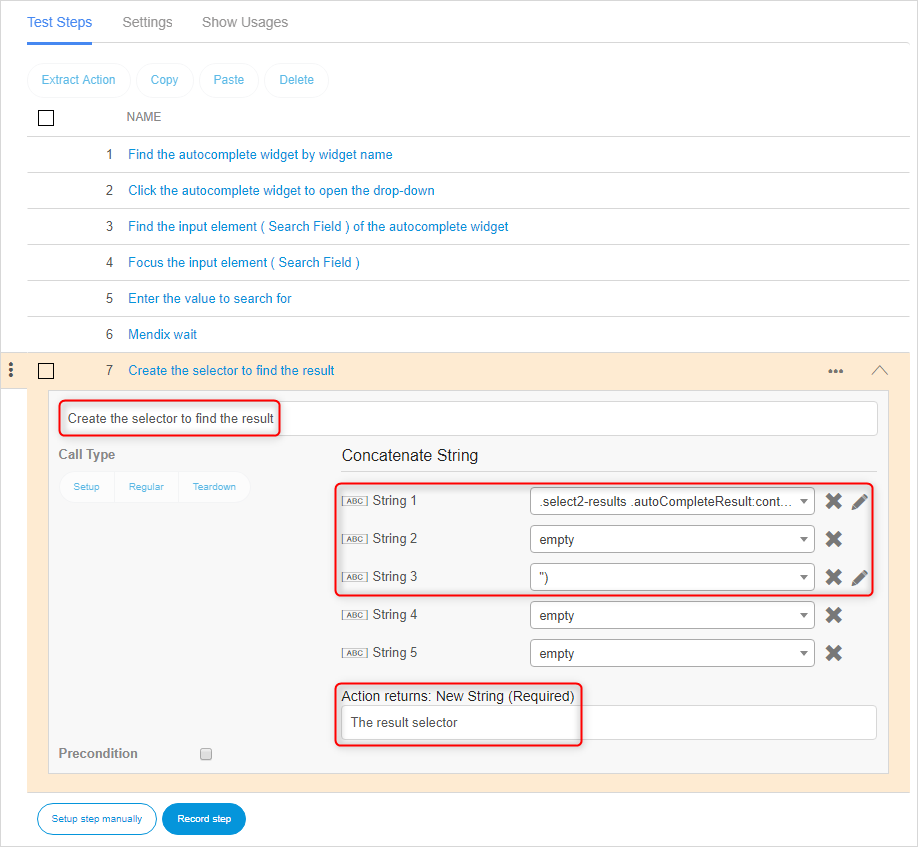 Test Steps Settings Show Usages
Extract Action Copy Paste Delete
NAME
1 Find the autocomplete widget by widget name
2 Click the autocomplete widget to open the drop-down
3 Find the input element ( Search Field ) of the autocomplete widget
4 Focus the input element ( Search Field )
5 Enter the value to search for
6 Mendix wait
7 Create the selector to find the result
Create the selector to find the result
Call Type
Setup Regular Teardown
Concatenate String
ABC String 1 .select2-results .autoCompleteResult:cont...
ABC String 2 empty
ABC String 3 ")
ABC String 4 empty
ABC String 5 empty
Action returns: New String (Required)
The result selector
Precondition
Setup step manually Record step